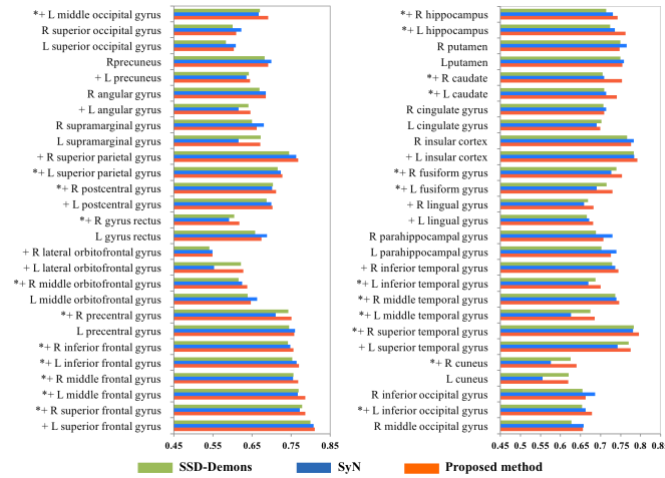 *+ L middle occipital gyrus
R superior occipital gyrus
L superior occipital gyrus
Rprecuneus
+ L precuneus
R angular gyrus
+ L angular gyrus
R supramarginal gyrus
L supramarginal gyrus
+ R superior parietal gyrus
*+ L superior parietal gyrus
*+ R postcentral gyrus
+ L postcentral gyrus
*+ R gyrus rectus
L gyrus rectus
+ R lateral orbitofrontal gyrus
+ L lateral orbitofrontal gyrus
*+ R middle orbitofrontal gyrus
L middle orbitofrontal gyrus
*+ R precentral gyrus
L precentral gyrus
*+ R inferior frontal gyrus
*+ L inferior frontal gyrus
*+ R middle frontal gyrus
*+ L middle frontal gyrus
*+ R superior frontal gyrus
+ L superior frontal gyrus
0.45 0.55 0.65 0.75 0.85
*+ R hippocampus
*+ L hippocampus
R putamen
Lputamen
*+ R caudate
*+ L caudate
R cingulate gyrus
L cingulate gyrus
R insular cortex
+ L insular cortex
*+ R fusiform gyrus
*+ L fusiform gyrus
+ R lingual gyrus
+ L lingual gyrus
R parahippocampal gyrus
L parahippocampal gyrus
+ R inferior temporal gyrus
*+ L inferior temporal gyrus
*+ R middle temporal gyrus
*+ L middle temporal gyrus
*+ R superior temporal gyrus
+ L superior temporal gyrus
*+ R cuneus
L cuneus
R inferior occipital gyrus
*+ L inferior occipital gyrus
R middle occipital gyrus
0.45 0.5 0.55 0.6 0.65 0.7 0.75 0.8 0.8
SSD-Demons SyN Proposed method